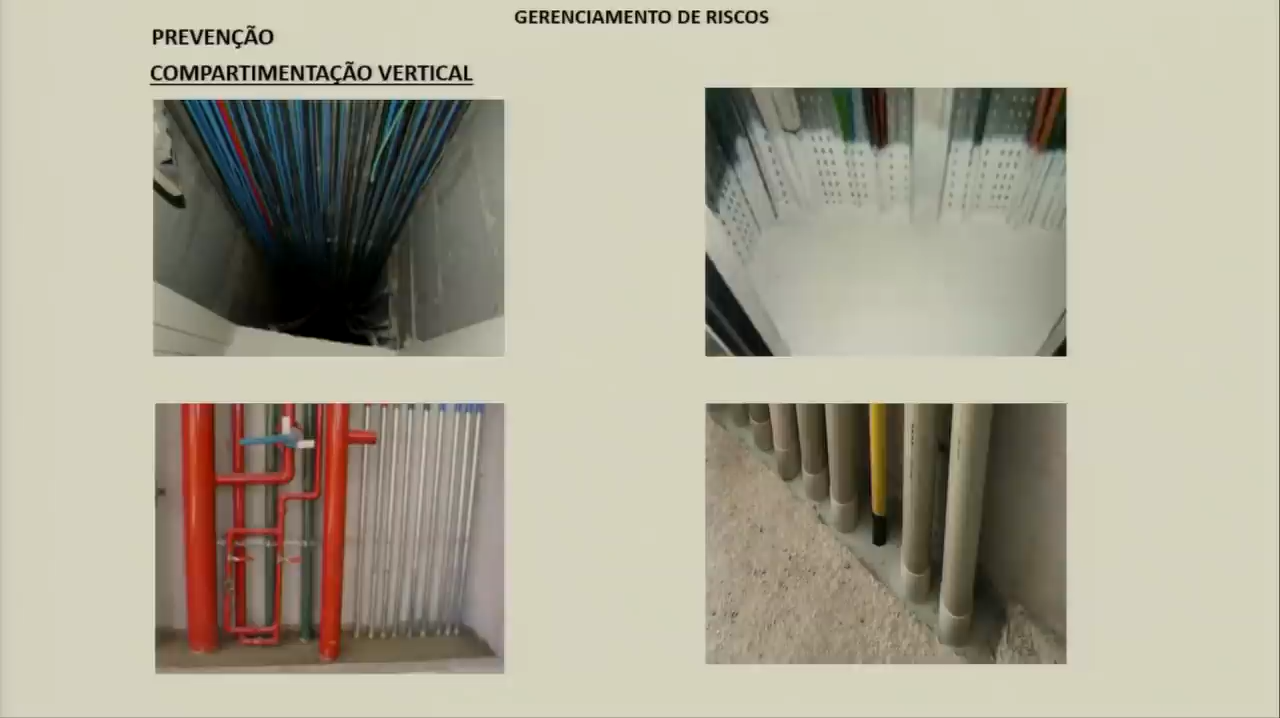 GERENCIAMENTO DE RISCOS
PREVENÇÃO
COMPARTIMENTAÇÃO VERTICAL